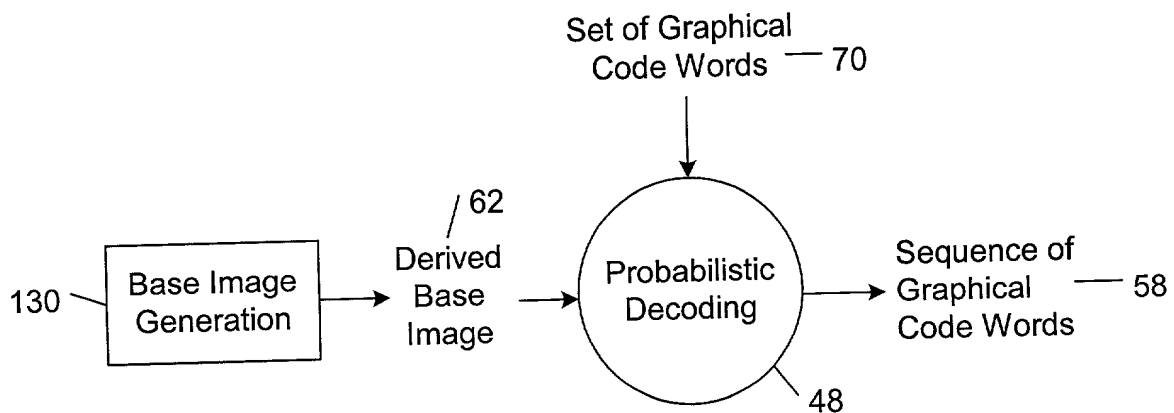 Set of Graphical
Code Words
70
62
Derived
Base
Image
130
Base Image
Generation
Probabilistic
Decoding
Sequence of
Graphical
Code Words
58
48